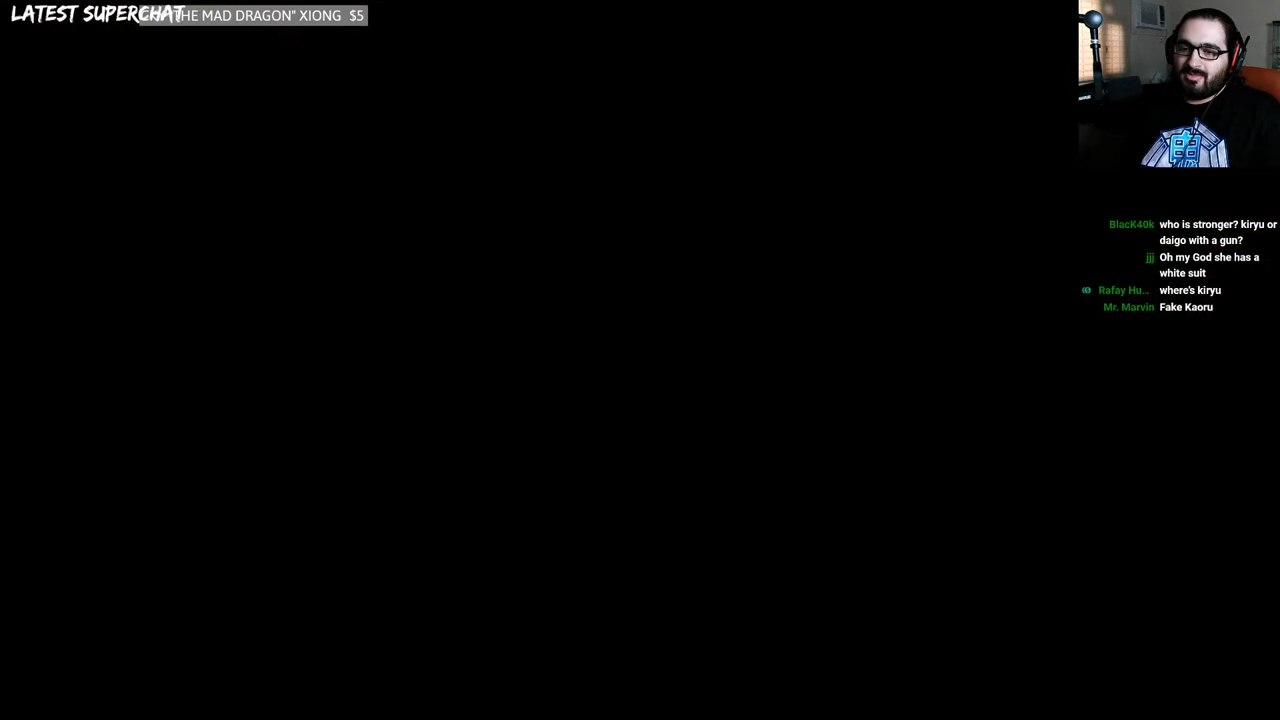 LATEST SUPERCHAT THE MAD DRAGON" XIONG $5
BlacK40k who is stronger? kiryu or
daigo with a gun?
jjj Oh my God she has a
white suit
Rafay Hu... where's kiryu
Mr. Marvin Fake Kaoru